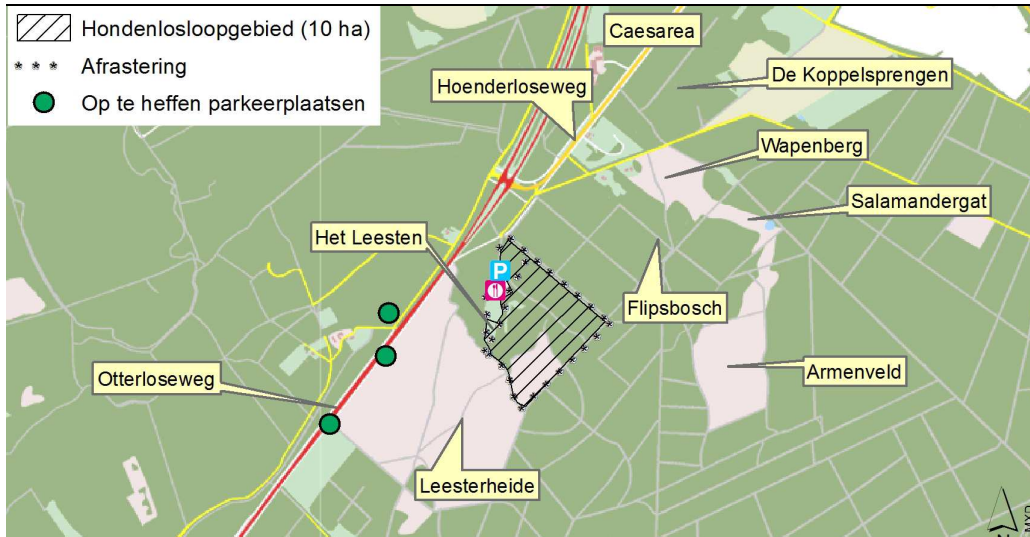 Hondenlosloopgebied (10 ha)
Afrastering
Op te heffen parkeerplaatsen
Caesarea
Hoenderloseweg
De Koppelsprengen
Wapenberg
Salamandergat
Het Leesten
P
Flipsbosch
Otterloseweg
Armenveld
Leesterheide